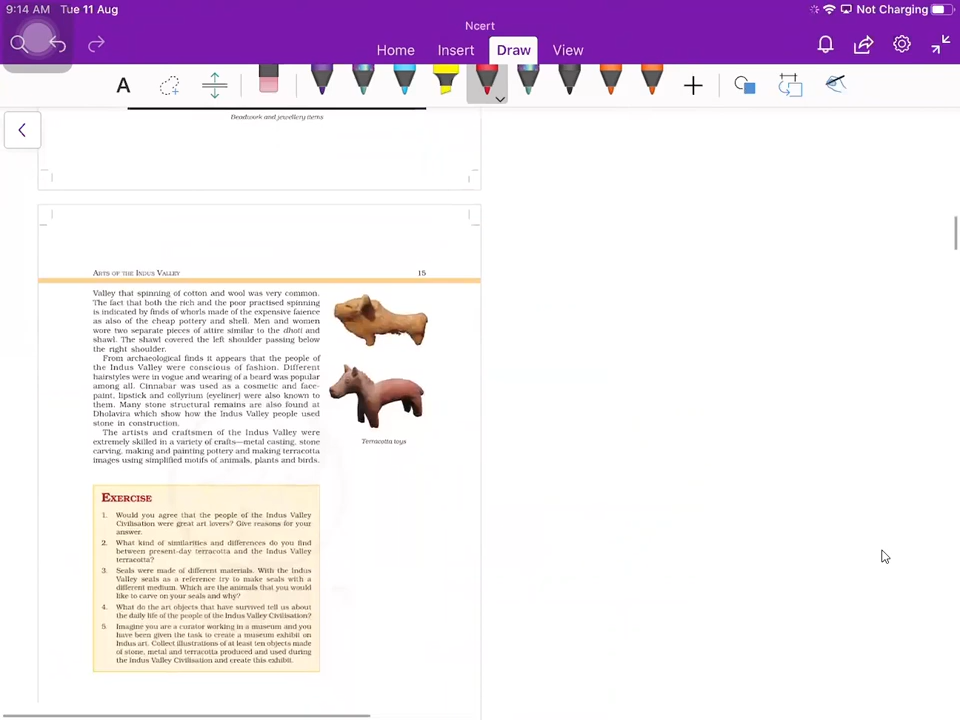 9:14 AM Tue 11 Aug
Not Charging
Ncert
Home Insert Draw View
A
Beadwork and jewellery items
ARTS OF THE INDUS VALLEY 15
Valley that spinning of cotton and wool was very common.
The fact that both the rich and the poor practised spinning
is indicated by finds of whorls made of the expensive faience
as also of the cheap pottery and shell. Men and women
wore two separate pieces of attire similar to the dhoti and
shawl. The shawl covered the left shoulder passing below
the right shoulder.
From archaeological finds it appears that the people of
the Indus Valley were conscious of fashion. Different
hairstyles were in vogue and wearing of a beard was popular
among all. Cinnabar was used as a cosmetic and face-
paint, lipstick and collyrium (eyeliner) were also known to
them. Many stone structural remains are also found at
Dholavira which show how the Indus Valley people used
stone in construction.
The artists and craftsmen of the Indus Valley were
extremely skilled in a variety of crafts—metal casting, stone
carving, making and painting pottery and making terracotta
images using simplified motifs of animals, plants and birds.
Terracotta toys
EXERCISE
1. Would you agree that the people of the Indus Valley
Civilisation were great art lovers? Give reasons for your
answer.
2. What kind of similarities and differences do you find
between present-day terracotta and the Indus Valley
terracotta?
3. Seals were made of different materials. With the Indus
Valley seals as a reference try to make seals with a
different medium. Which are the animals that you would
like to carve on your seals and why?
4. What do the art objects that have survived tell us about
the daily life of the people of the Indus Valley Civilisation?
5. Imagine you are a curator working in a museum and you
have been given the task to create a museum exhibit on
Indus art. Collect illustrations of at least ten objects made
of stone, metal and terracotta produced and used during
the Indus Valley Civilisation and create this exhibit.